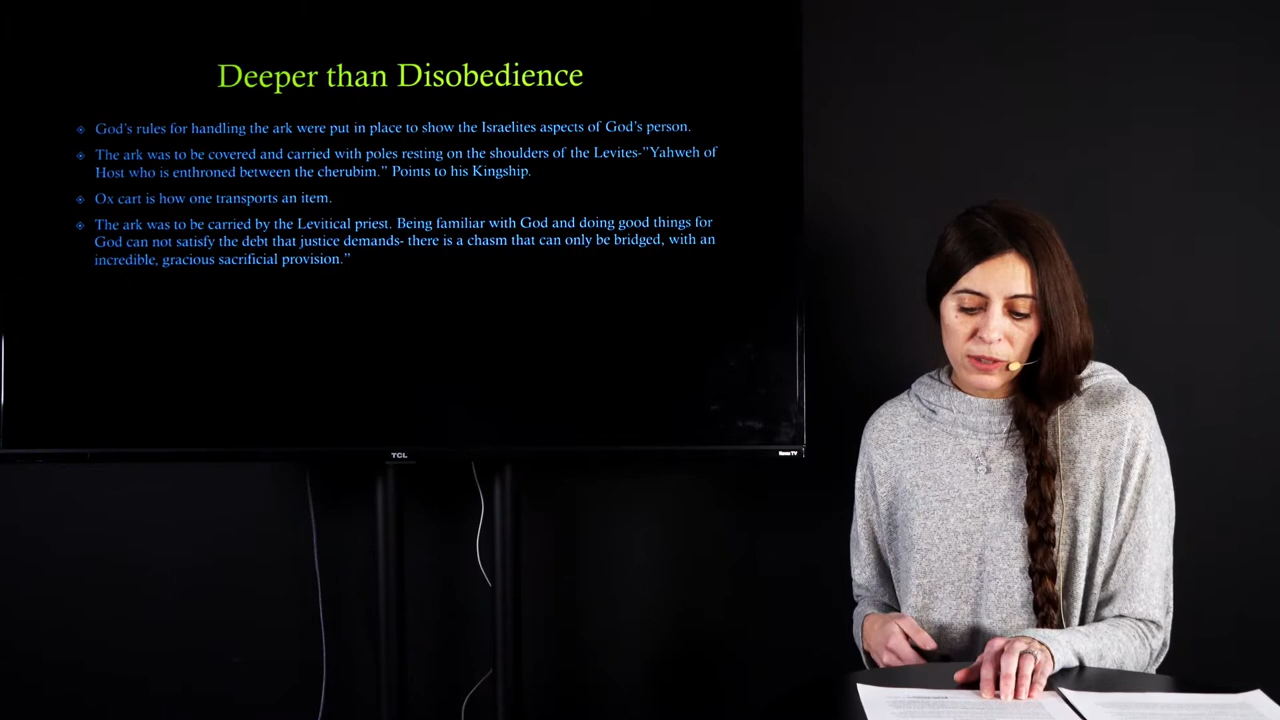 Deeper than Disobedience
God's rules for handling the ark were put in place to show the Israelites aspects of God's person.
The ark was to be covered and carried with poles resting on the shoulders of the Levites-"Yahweh of
Host who is enthroned between the cherubim." Points to his Kingship.
Ox cart is how one transports an item.
The ark was to be carried by the Levitical priest. Being familiar with God and doing good things for
God can not satisfy the debt that justice demands- there is a chasm that can only be bridged, with an
incredible, gracious sacrificial provision."
TCL
Roku TV